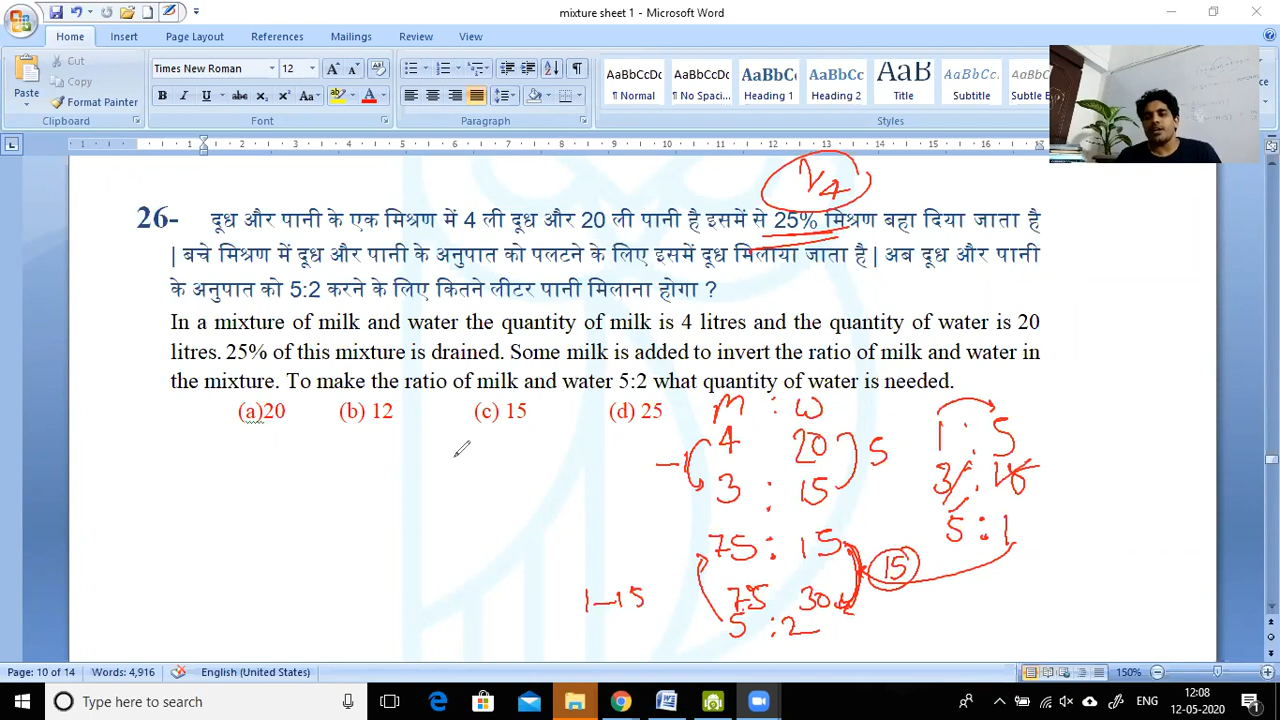 mixture sheet 1 - Microsoft Word
Home Insert Page Layout References Mailings Review View
Cut
Copy
Format Painter
Paste
Times New Roman 12
AaBbCcDc AaBbCcDc AaBbC AaBbCc AaB AaBbCc AaBbCc
¶ Normal ¶ No Spaci... Heading 1 Heading 2 Title Subtitle Subtle
Clipboard Font Paragraph Styles
1/4
26- दूध और पानी के एक मिश्रण में 4 ली दूध और 20 ली पानी है इसमें से 25% मिश्रण बहा दिया जाता है
| बचे मिश्रण में दूध और पानी के अनुपात को पलटने के लिए इसमें दूध मिलाया जाता है | अब दूध और पानी
के अनुपात को 5:2 करने के लिए कितने लीटर पानी मिलाना होगा ?
In a mixture of milk and water the quantity of milk is 4 litres and the quantity of water is 20
litres. 25% of this mixture is drained. Some milk is added to invert the ratio of milk and water in
the mixture. To make the ratio of milk and water 5:2 what quantity of water is needed.
(a)20 (b) 12 (c) 15 (d) 25
M : W
4 20 5
-1
3 : 15
1 : 5
3 : 15
5 : 1
75 : 15 15
75 30
1-15
5 : 2
Page: 10 of 14 Words: 4,916 English (United States) 150%
Type here to search
ENG
12:08
12-05-2020